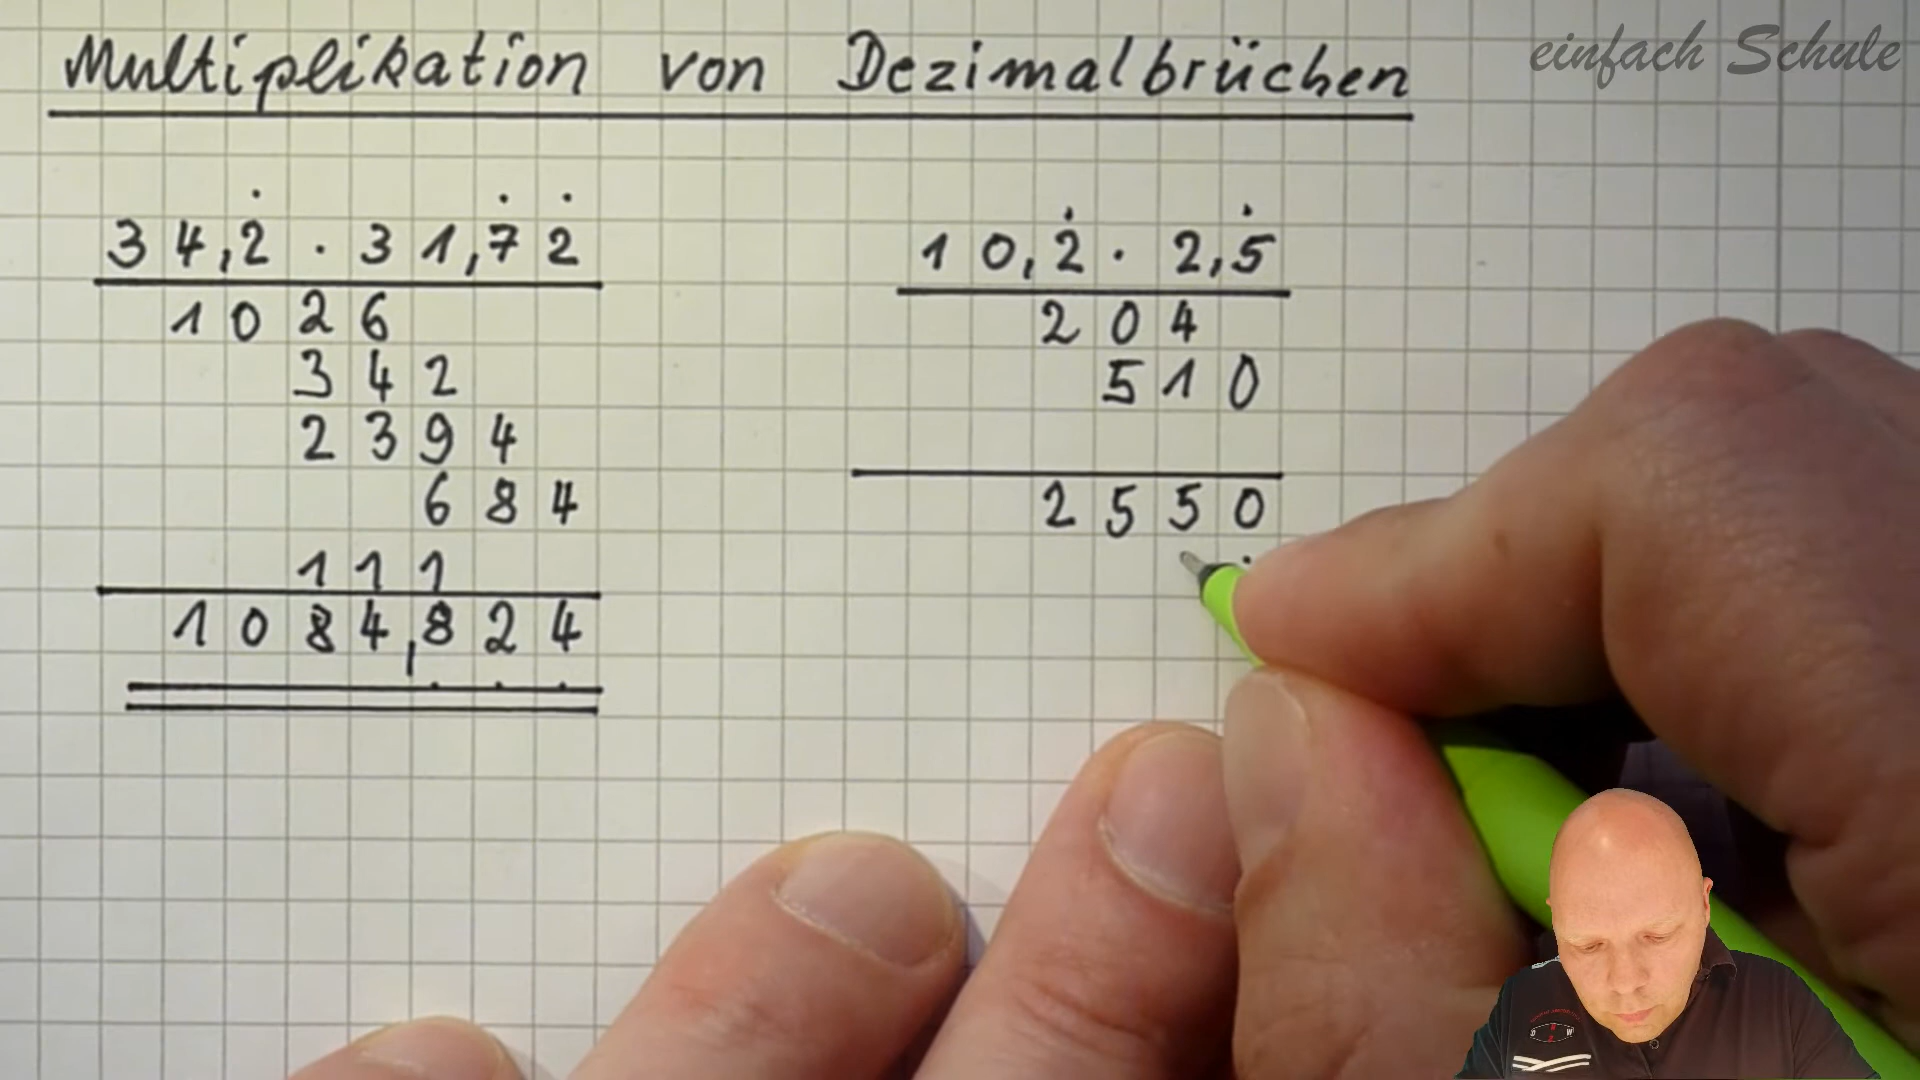 einfach Schule
Multiplikation von Dezimalbrüchen
34,2 · 31,72
1026
342
2394
684
111
1084,824
10,2 · 2,5
204
510
2550